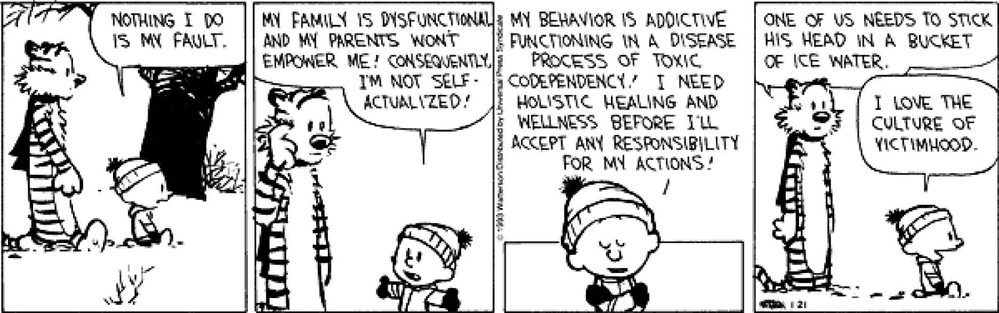 NOTHING I DO
IS MY FAULT.
MY FAMILY IS DYSFUNCTIONAL
AND MY PARENTS WON'T
EMPOWER ME! CONSEQUENTLY,
I'M NOT SELF-
ACTUALIZED!
© 1993 Watterson/Distributed by Universal Press Syndicate
MY BEHAVIOR IS ADDICTIVE
FUNCTIONING IN A DISEASE
PROCESS OF TOXIC
CODEPENDENCY! I NEED
HOLISTIC HEALING AND
WELLNESS BEFORE I'LL
ACCEPT ANY RESPONSIBILITY
FOR MY ACTIONS!
ONE OF US NEEDS TO STICK
HIS HEAD IN A BUCKET
OF ICE WATER.
I LOVE THE
CULTURE OF
VICTIMHOOD.
1·21